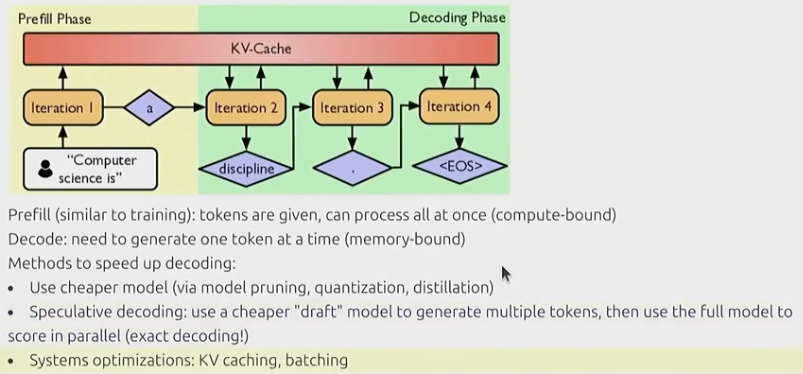 Prefill Phase
Decoding Phase
KV-Cache
Iteration 1
a
Iteration 2
Iteration 3
Iteration 4
"Computer
science is"
discipline
.
<EOS>
Prefill (similar to training): tokens are given, can process all at once (compute-bound)
Decode: need to generate one token at a time (memory-bound)
Methods to speed up decoding:
• Use cheaper model (via model pruning, quantization, distillation)
• Speculative decoding: use a cheaper "draft" model to generate multiple tokens, then use the full model to
score in parallel (exact decoding!)
• Systems optimizations: KV caching, batching